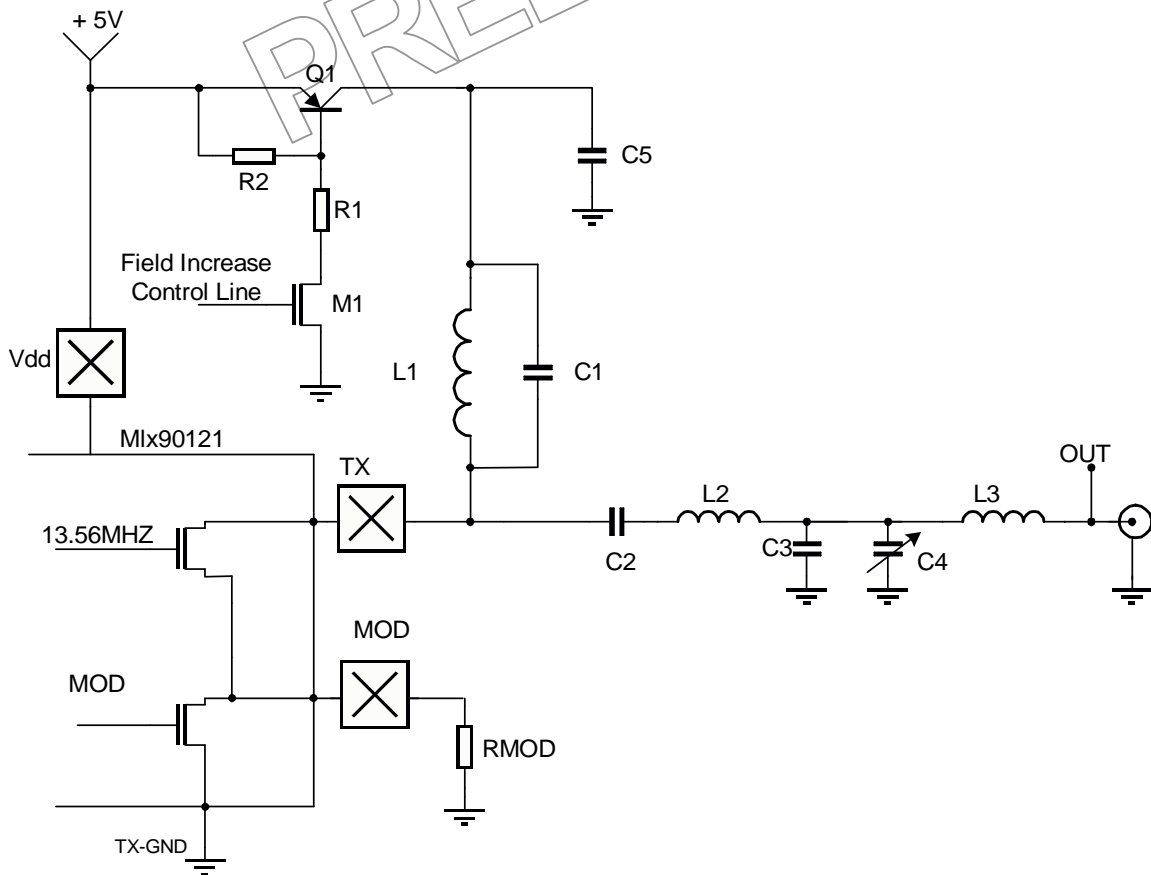 + 5V
PREL
Q1
C5
R2
R1
Field Increase
Control Line
M1
Vdd
L1
C1
Mlx90121
TX
OUT
L2
L3
13.56MHZ
C2
C3
C4
MOD
MOD
RMOD
TX-GND